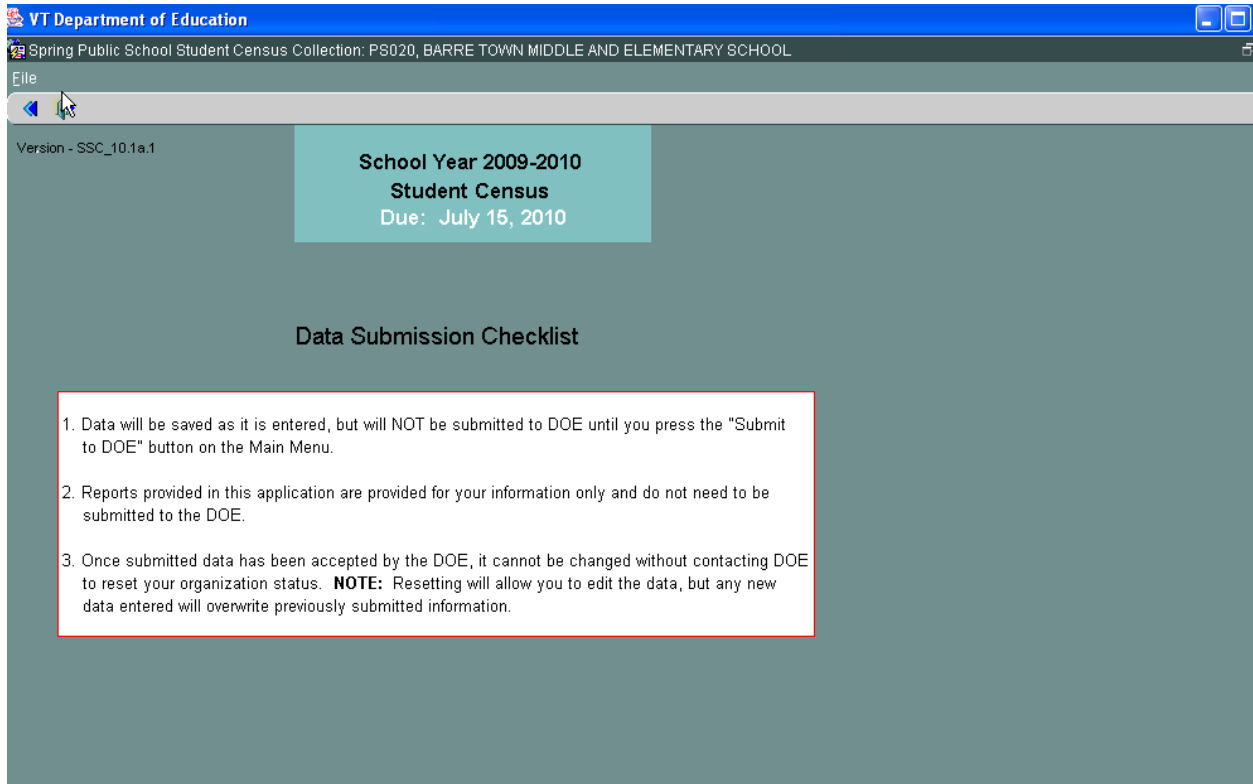 VT Department of Education
Spring Public School Student Census Collection: PS020, BARRE TOWN MIDDLE AND ELEMENTARY SCHOOL
File
Version - SSC_10.1a.1
School Year 2009-2010
Student Census
Due: July 15, 2010
Data Submission Checklist
1. Data will be saved as it is entered, but will NOT be submitted to DOE until you press the "Submit
to DOE" button on the Main Menu.
2. Reports provided in this application are provided for your information only and do not need to be
submitted to the DOE.
3. Once submitted data has been accepted by the DOE, it cannot be changed without contacting DOE
to reset your organization status. NOTE: Resetting will allow you to edit the data, but any new
data entered will overwrite previously submitted information.